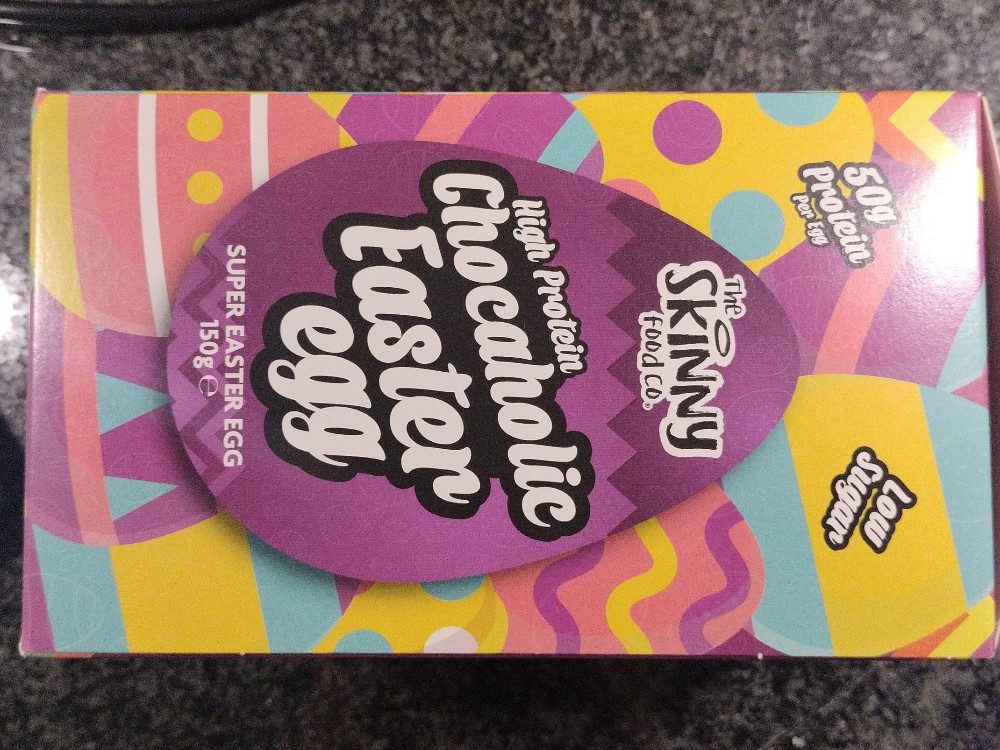 50g
Protein
Per Egg
The
SKINNY
food co.®
Low
Sugar
High Protein
Chocaholic
Easter
egg
SUPER EASTER EGG
150g ℮